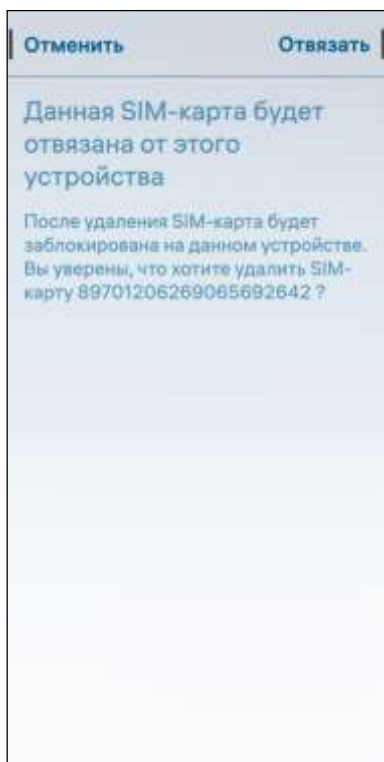 Отменить Отвязать
Данная SIM-карта будет
отвязана от этого
устройства
После удаления SIM-карта будет
заблокирована на данном устройстве.
Вы уверены, что хотите удалить SIM-
карту 89701206269065692642 ?